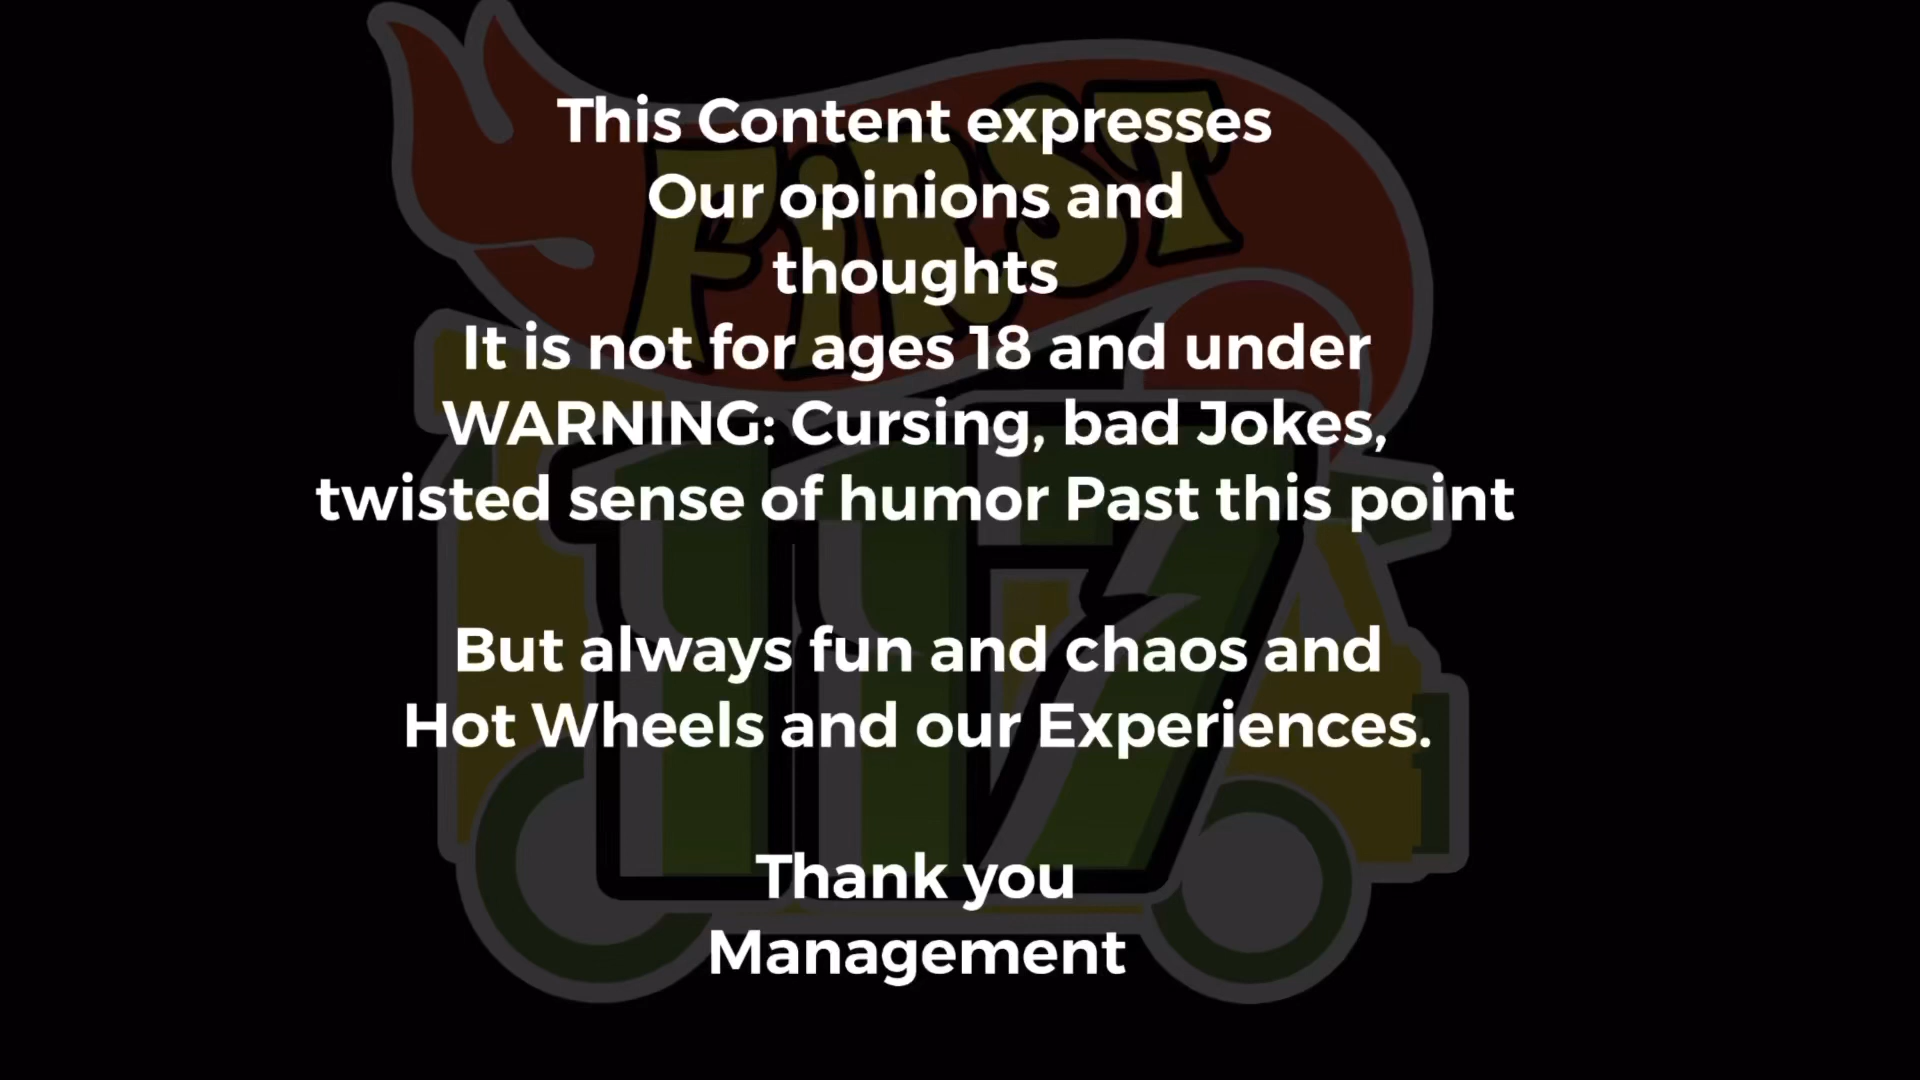 FiRST
117
This Content expresses
Our opinions and
thoughts
It is not for ages 18 and under
WARNING: Cursing, bad Jokes,
twisted sense of humor Past this point
But always fun and chaos and
Hot Wheels and our Experiences.
Thank you
Management